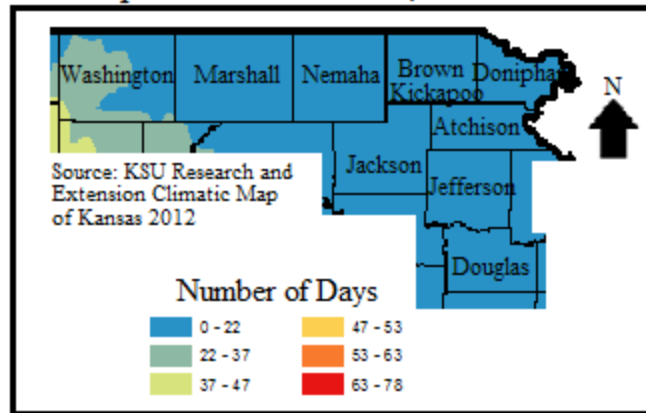 Washington Marshall Nemaha Brown Doniphan
Kickapoo
N
Atchison
Jackson
Jefferson
Source: KSU Research and
Extension Climatic Map
of Kansas 2012
Douglas
Number of Days
0 - 22 47 - 53
22 - 37 53 - 63
37 - 47 63 - 78